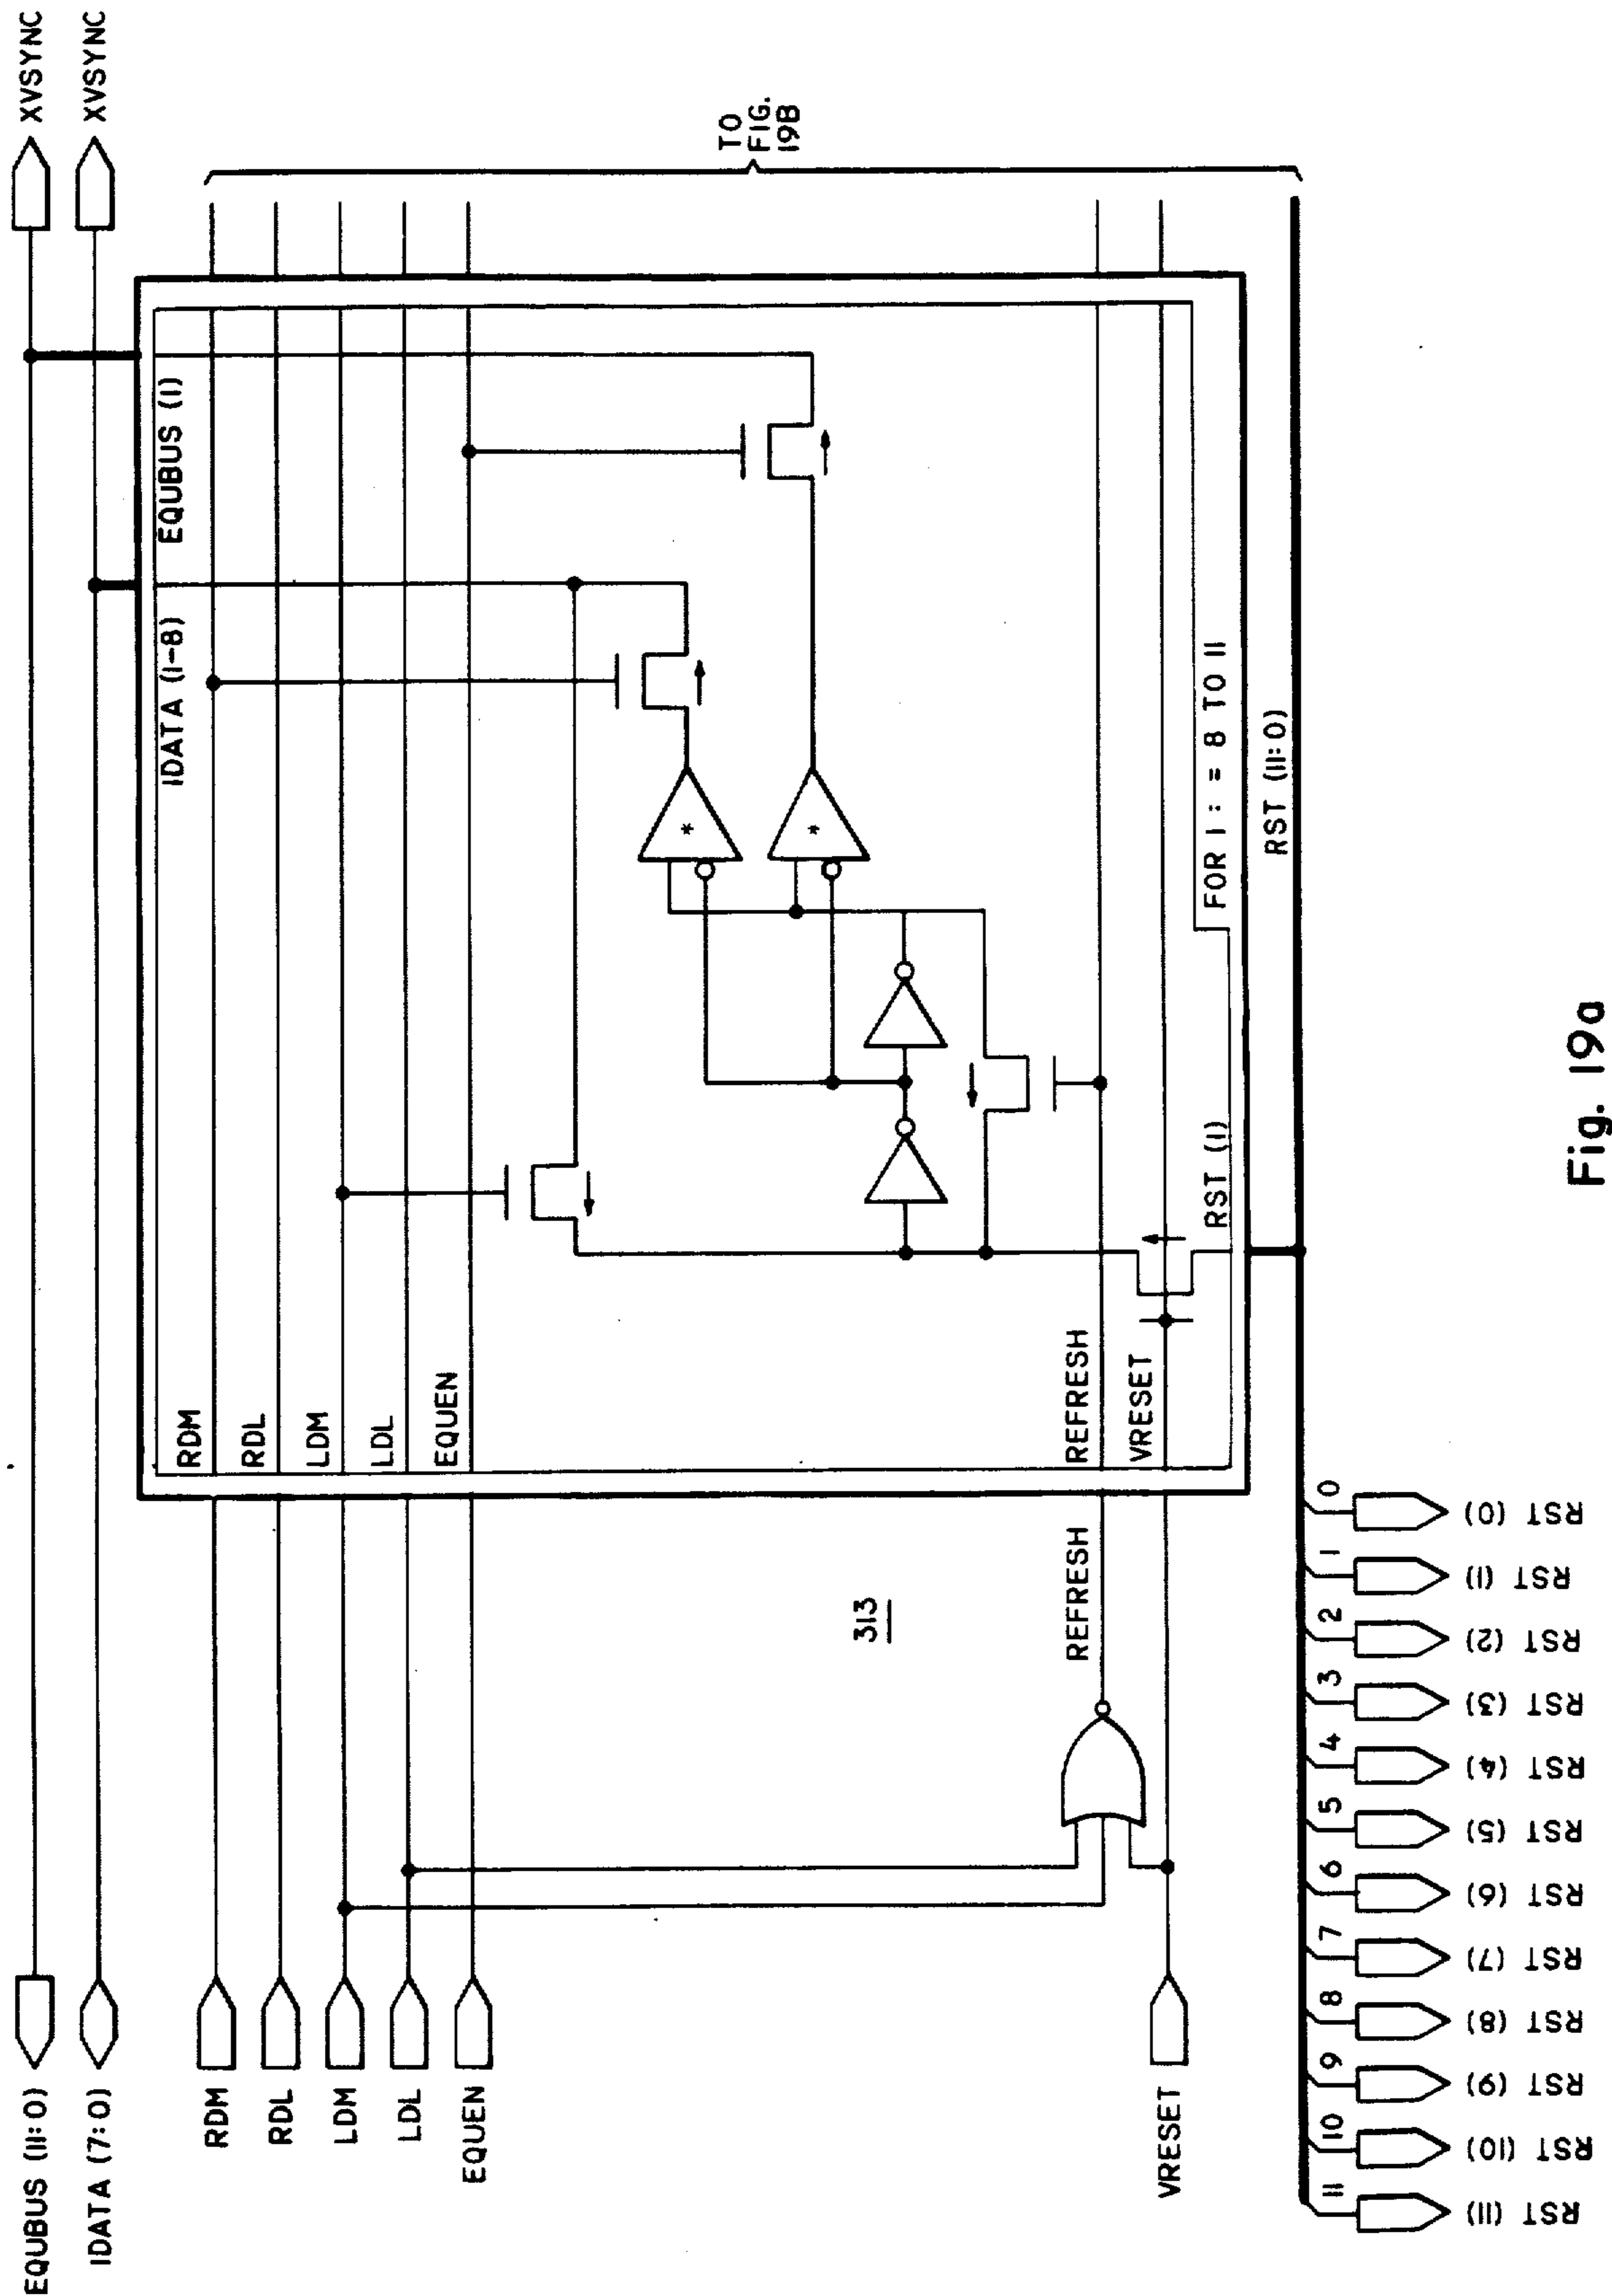 EQUBUS (11:0)
XVSYNC
IDATA (7:0)
XVSYNC
RDM
RDL
LDM
LDL
EQUEN
VRESET
REFRESH
313
RDM
RDL
LDM
LDL
EQUEN
REFRESH
VRESET
IDATA (I-8)
EQUBUS (I)
*
*
RST (I)
FOR I : = 8 TO 11
RST (11:0)
TO
FIG.
19B
11
10
9
8
7
6
5
4
3
2
1
0
RST (11)
RST (10)
RST (9)
RST (8)
RST (7)
RST (6)
RST (5)
RST (4)
RST (3)
RST (2)
RST (1)
RST (0)
Fig. 19a